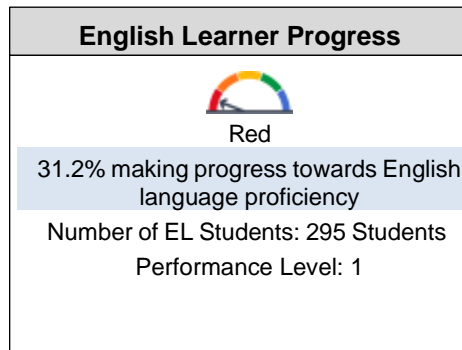 English Learner Progress
Red
31.2% making progress towards English
language proficiency
Number of EL Students: 295 Students
Performance Level: 1